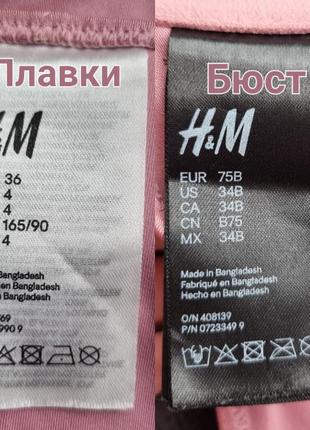 Плавки
&M
36
4
4
165/90
4
Bangladesh
en Bangladesh
en Bangladesh
69
990 9
Бюст
H&M
EUR 75B
US 34B
CA 34B
CN B75
MX 34B
Made in Bangladesh
Fabriqué en Bangladesh
Hecho en Bangladesh
O/N 408139
P/N 0723349 9